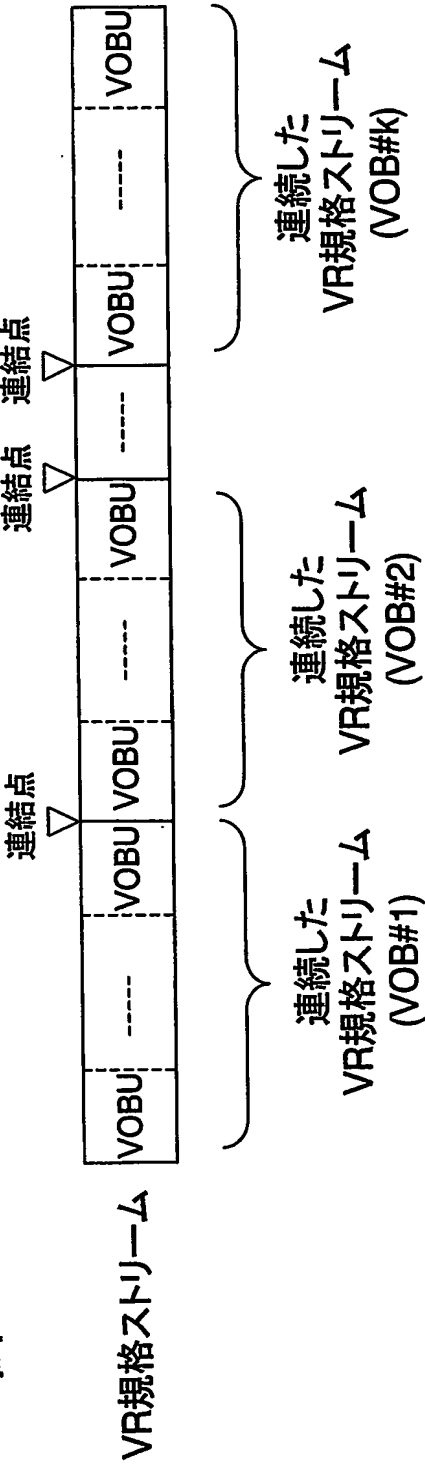 連結点 連結点 連結点
VR規格ストリーム VOBU ----- VOBU VOBU ----- VOBU ----- VOBU ----- VOBU
連続した
VR規格ストリーム
(VOB#1)
連続した
VR規格ストリーム
(VOB#2)
連続した
VR規格ストリーム
(VOB#k)